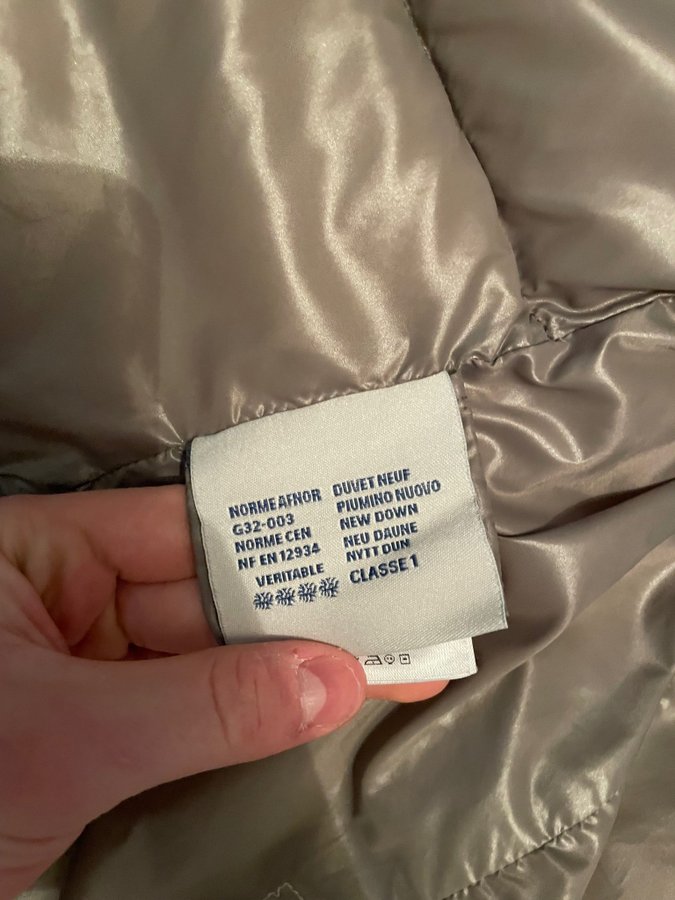 NORME AFNOR
G32-003
NORME CEN
NF EN 12934
VERITABLE
DUVET NEUF
PIUMINO NUOVO
NEW DOWN
NEU DAUNE
NYTT DUN
CLASSE 1